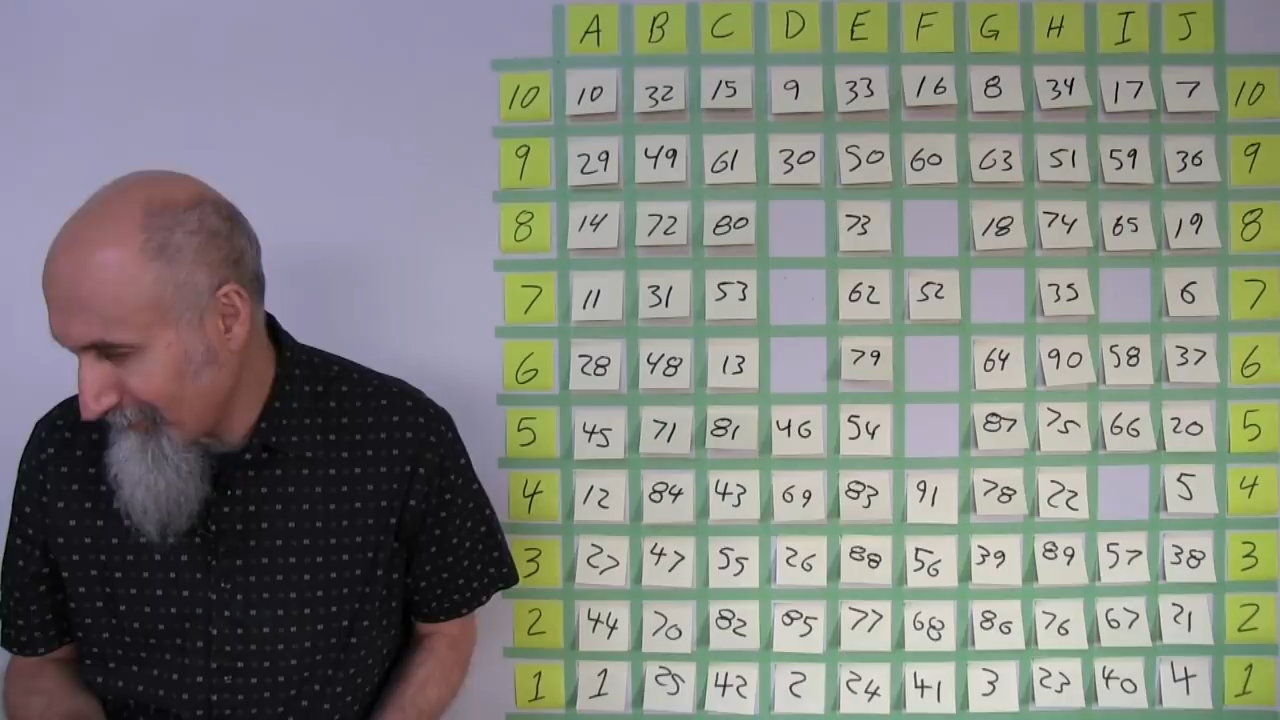 A B C D E F G H I J
10 10 32 15 9 33 16 8 34 17 7 10
9 29 49 61 30 50 60 63 51 59 36 9
8 14 72 80 73 18 74 65 19 8
7 11 31 53 62 52 35 6 7
6 28 48 13 79 64 90 58 37 6
5 45 71 81 46 54 87 75 66 20 5
4 12 84 43 69 83 91 78 22 5 4
3 27 47 55 26 88 56 39 89 57 38 3
2 44 70 82 85 77 68 86 76 67 21 2
1 1 25 42 2 24 41 3 23 40 4 1